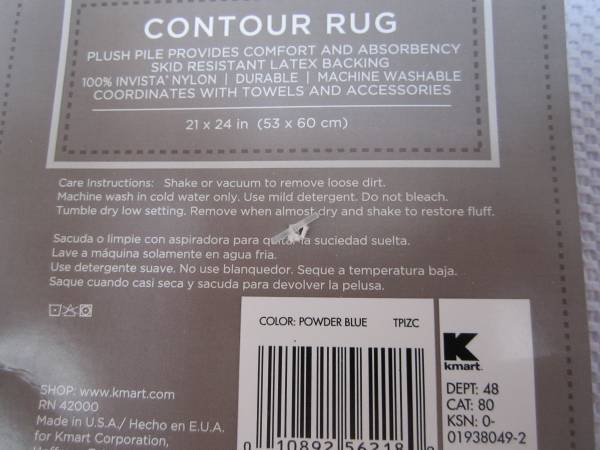 CONTOUR RUG
PLUSH PILE PROVIDES COMFORT AND ABSORBENCY
SKID RESISTANT LATEX BACKING
100% INVISTA* NYLON | DURABLE | MACHINE WASHABLE
COORDINATES WITH TOWELS AND ACCESSORIES
21 x 24 in (53 x 60 cm)
Care Instructions: Shake or vacuum to remove loose dirt.
Machine wash in cold water only. Use mild detergent. Do not bleach.
Tumble dry low setting. Remove when almost dry and shake to restore fluff.
Sacuda o limpie con aspiradora para la suciedad suelta.
Lave a máquina solamente en agua fria.
Use detergente suave. No use blanquedor. Seque a temperatura baja.
Saque cuando casi seca y sacuda para devolver la pelusa.
COLOR: POWDER BLUE TPIZC
0 10892 56218
K
kmart.
DEPT: 48
CAT: 80
KSN: 0-
01938049-2
SHOP: www.kmart.com
RN 42000
Made in U.S.A./ Hecho en E.U.A.
for Kmart Corporation,